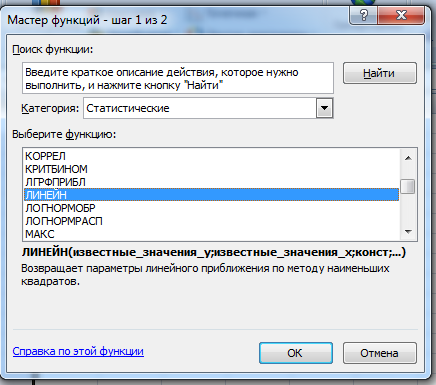 Мастер функций - шаг 1 из 2
Поиск функции:
Введите краткое описание действия, которое нужно
выполнить, и нажмите кнопку "Найти"
Найти
Категория: Статистические
Выберите функцию:
КОРРЕЛ
КРИТБИНОМ
ЛГРФПРИБЛ
ЛИНЕЙН
ЛОГНОРМОБР
ЛОГНОРМРАСП
МАКС
ЛИНЕЙН(известные_значения_y;известные_значения_x;конст;...)
Возвращает параметры линейного приближения по методу наименьших
квадратов.
Справка по этой функции
ОК
Отмена